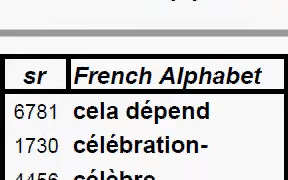 sr French Alphabet
6781 cela dépend
1730 célébration-